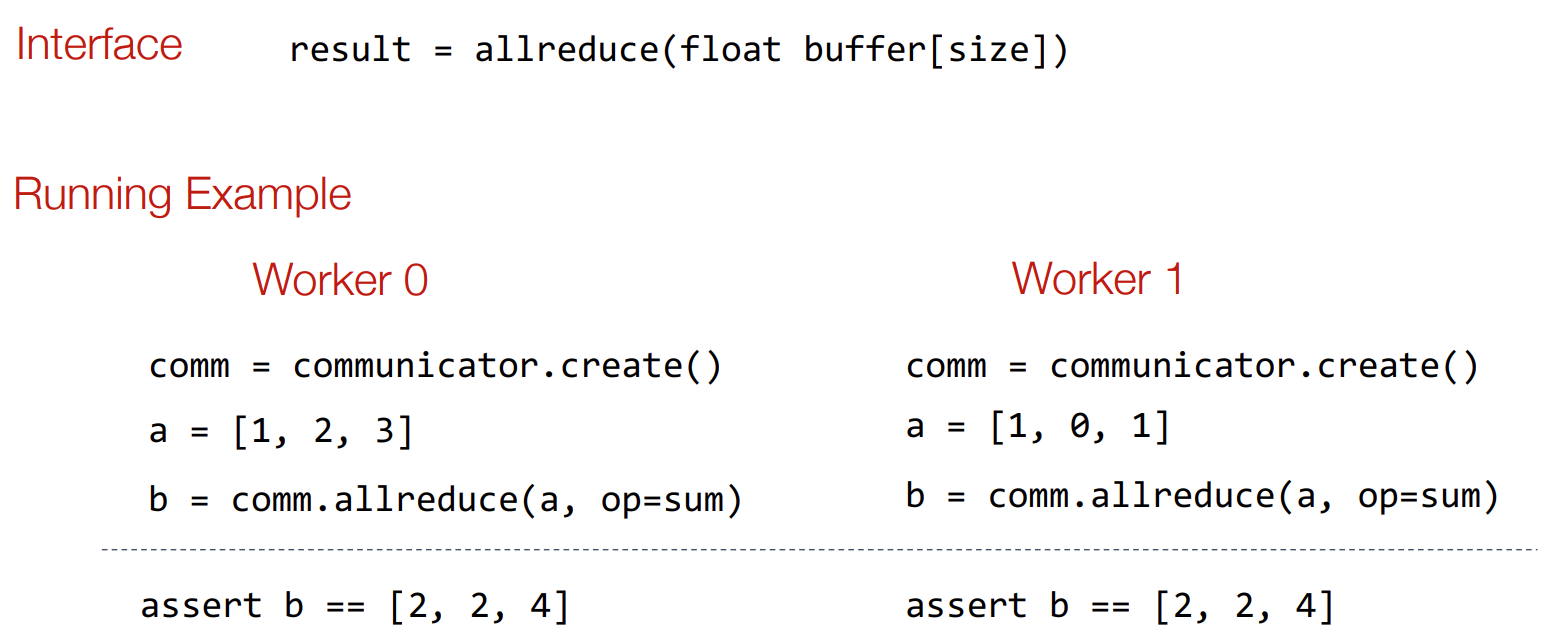 Interface result = allreduce(float buffer[size])
Running Example
Worker 0 Worker 1
comm = communicator.create() comm = communicator.create()
a = [1, 2, 3] a = [1, 0, 1]
b = comm.allreduce(a, op=sum) b = comm.allreduce(a, op=sum)
assert b == [2, 2, 4] assert b == [2, 2, 4]